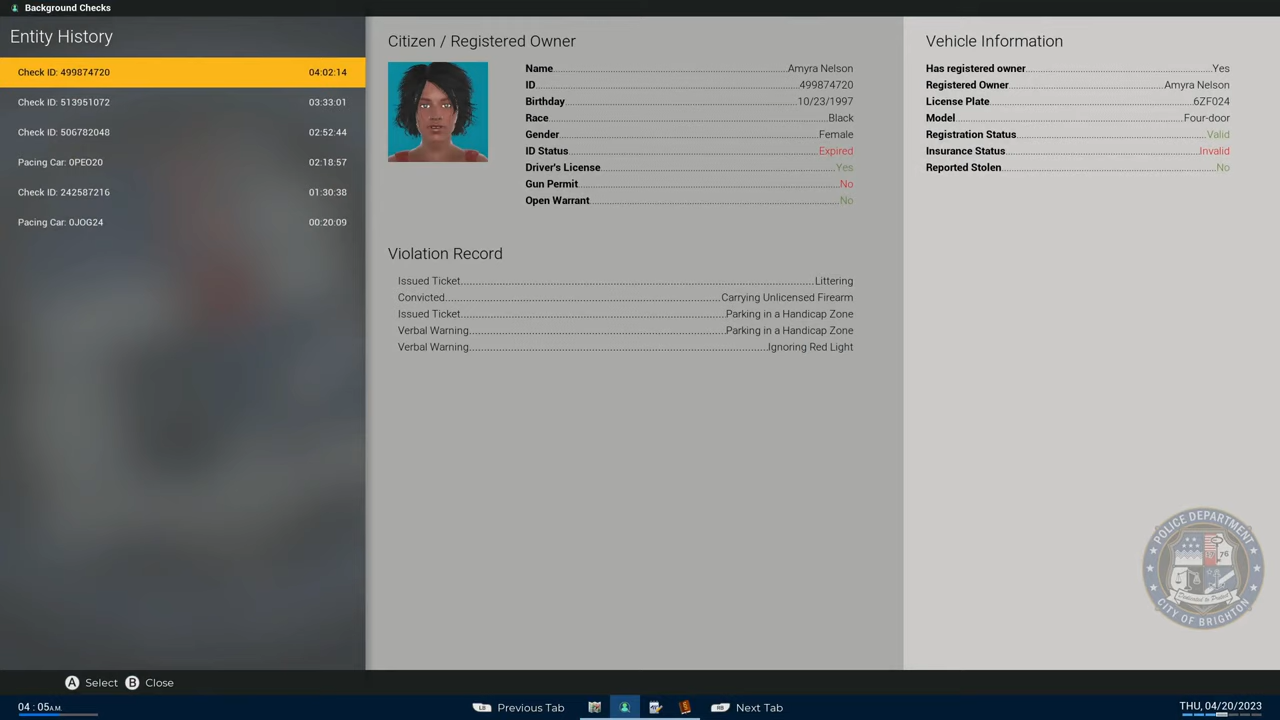 Background Checks
Entity History
Check ID: 499874720 04:02:14
Check ID: 513951072 03:33:01
Check ID: 506782048 02:52:44
Pacing Car: 0PEO20 02:18:57
Check ID: 242587216 01:30:38
Pacing Car: 0JOG24 00:20:09
Citizen / Registered Owner
Name Amyra Nelson
ID 499874720
Birthday 10/23/1997
Race Black
Gender Female
ID Status Expired
Driver's License Yes
Gun Permit No
Open Warrant No
Violation Record
Issued Ticket Littering
Convicted Carrying Unlicensed Firearm
Issued Ticket Parking in a Handicap Zone
Verbal Warning Parking in a Handicap Zone
Verbal Warning Ignoring Red Light
Vehicle Information
Has registered owner Yes
Registered Owner Amyra Nelson
License Plate 6ZF024
Model Four-door
Registration Status Valid
Insurance Status Invalid
Reported Stolen No
POLICE DEPARTMENT
1776
Dedicated to Protect
CITY OF BRIGHTON
A Select B Close
04 : 05 A.M.
LB Previous Tab
RB Next Tab
THU, 04/20/2023